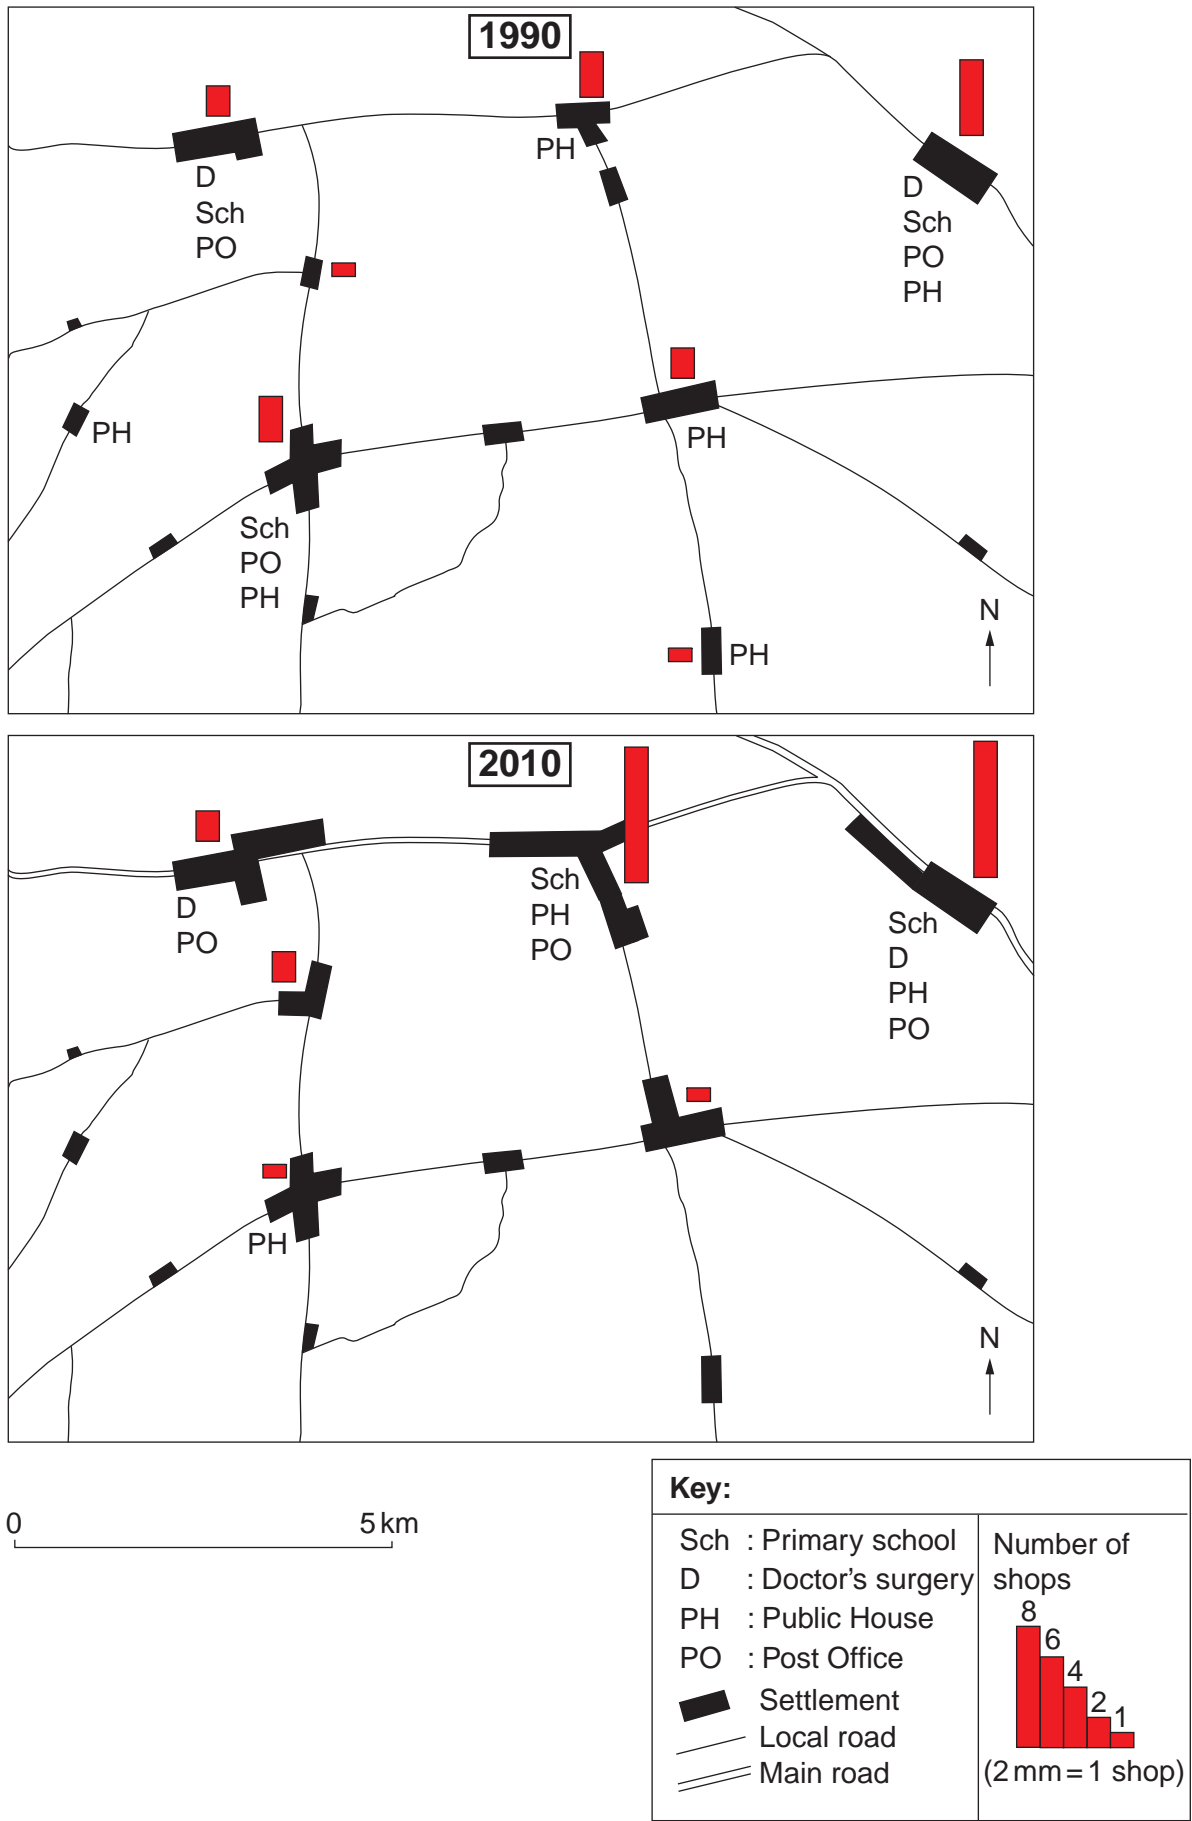 1990
PH
D
Sch
PO
D
Sch
PO
PH
PH
PH
Sch
PO
PH
PH
N
2010
Sch
PH
PO
D
PO
Sch
D
PH
PO
PH
N
0 5 km
Key:
Sch : Primary school
D : Doctor's surgery
PH : Public House
PO : Post Office
Settlement
Local road
Main road
Number of
shops
8
6
4
2
1
(2 mm = 1 shop)